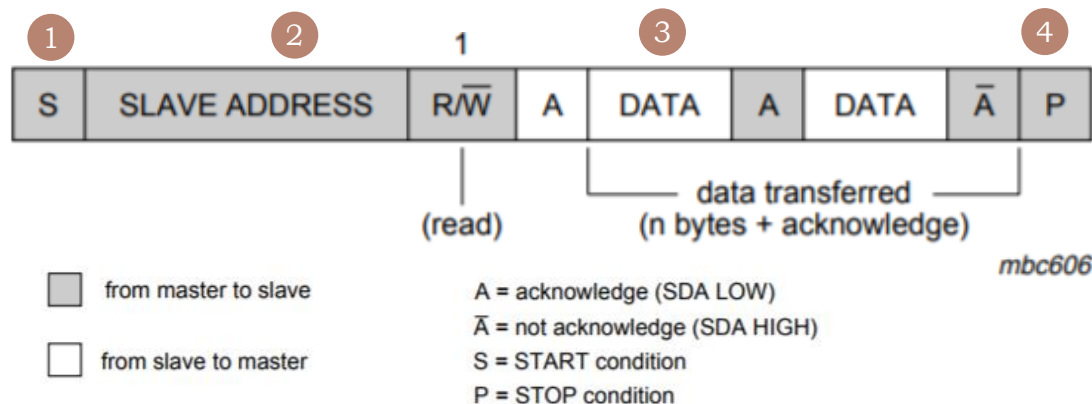 1 2 1 3 4
S SLAVE ADDRESS R/W̅ A DATA A DATA A̅ P
(read)
data transferred
(n bytes + acknowledge)
mbc606
from master to slave
from slave to master
A = acknowledge (SDA LOW)
A̅ = not acknowledge (SDA HIGH)
S = START condition
P = STOP condition